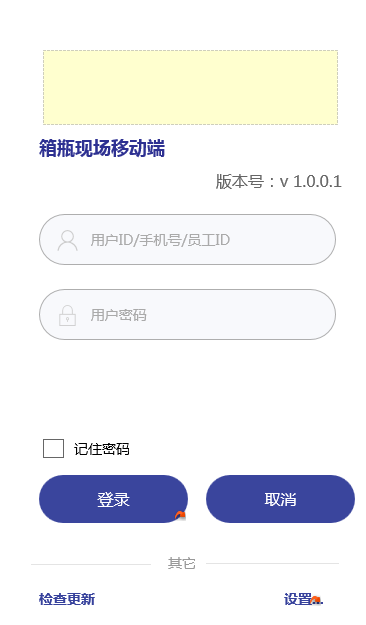 箱瓶现场移动端
版本号：v 1.0.0.1
用户ID/手机号/员工ID
用户密码
记住密码
登录 取消
其它
检查更新 设置...